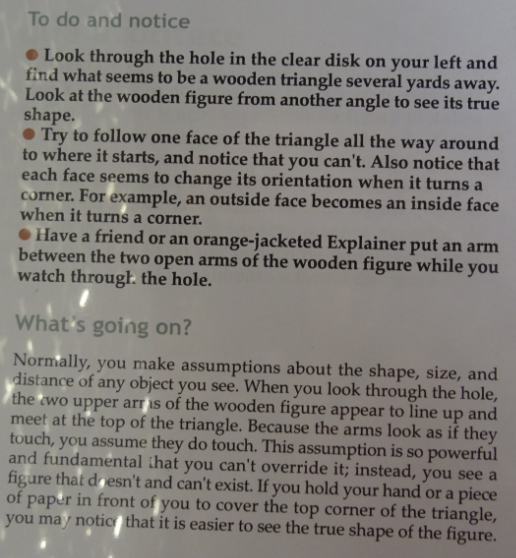 To do and notice
● Look through the hole in the clear disk on your left and
find what seems to be a wooden triangle several yards away.
Look at the wooden figure from another angle to see its true
shape.
● Try to follow one face of the triangle all the way around
to where it starts, and notice that you can't. Also notice that
each face seems to change its orientation when it turns a
corner. For example, an outside face becomes an inside face
when it turns a corner.
● Have a friend or an orange-jacketed Explainer put an arm
between the two open arms of the wooden figure while you
watch through the hole.
What's going on?
Normally, you make assumptions about the shape, size, and
distance of any object you see. When you look through the hole,
the two upper arms of the wooden figure appear to line up and
meet at the top of the triangle. Because the arms look as if they
touch, you assume they do touch. This assumption is so powerful
and fundamental that you can't override it; instead, you see a
figure that doesn't and can't exist. If you hold your hand or a piece
of paper in front of you to cover the top corner of the triangle,
you may notice that it is easier to see the true shape of the figure.